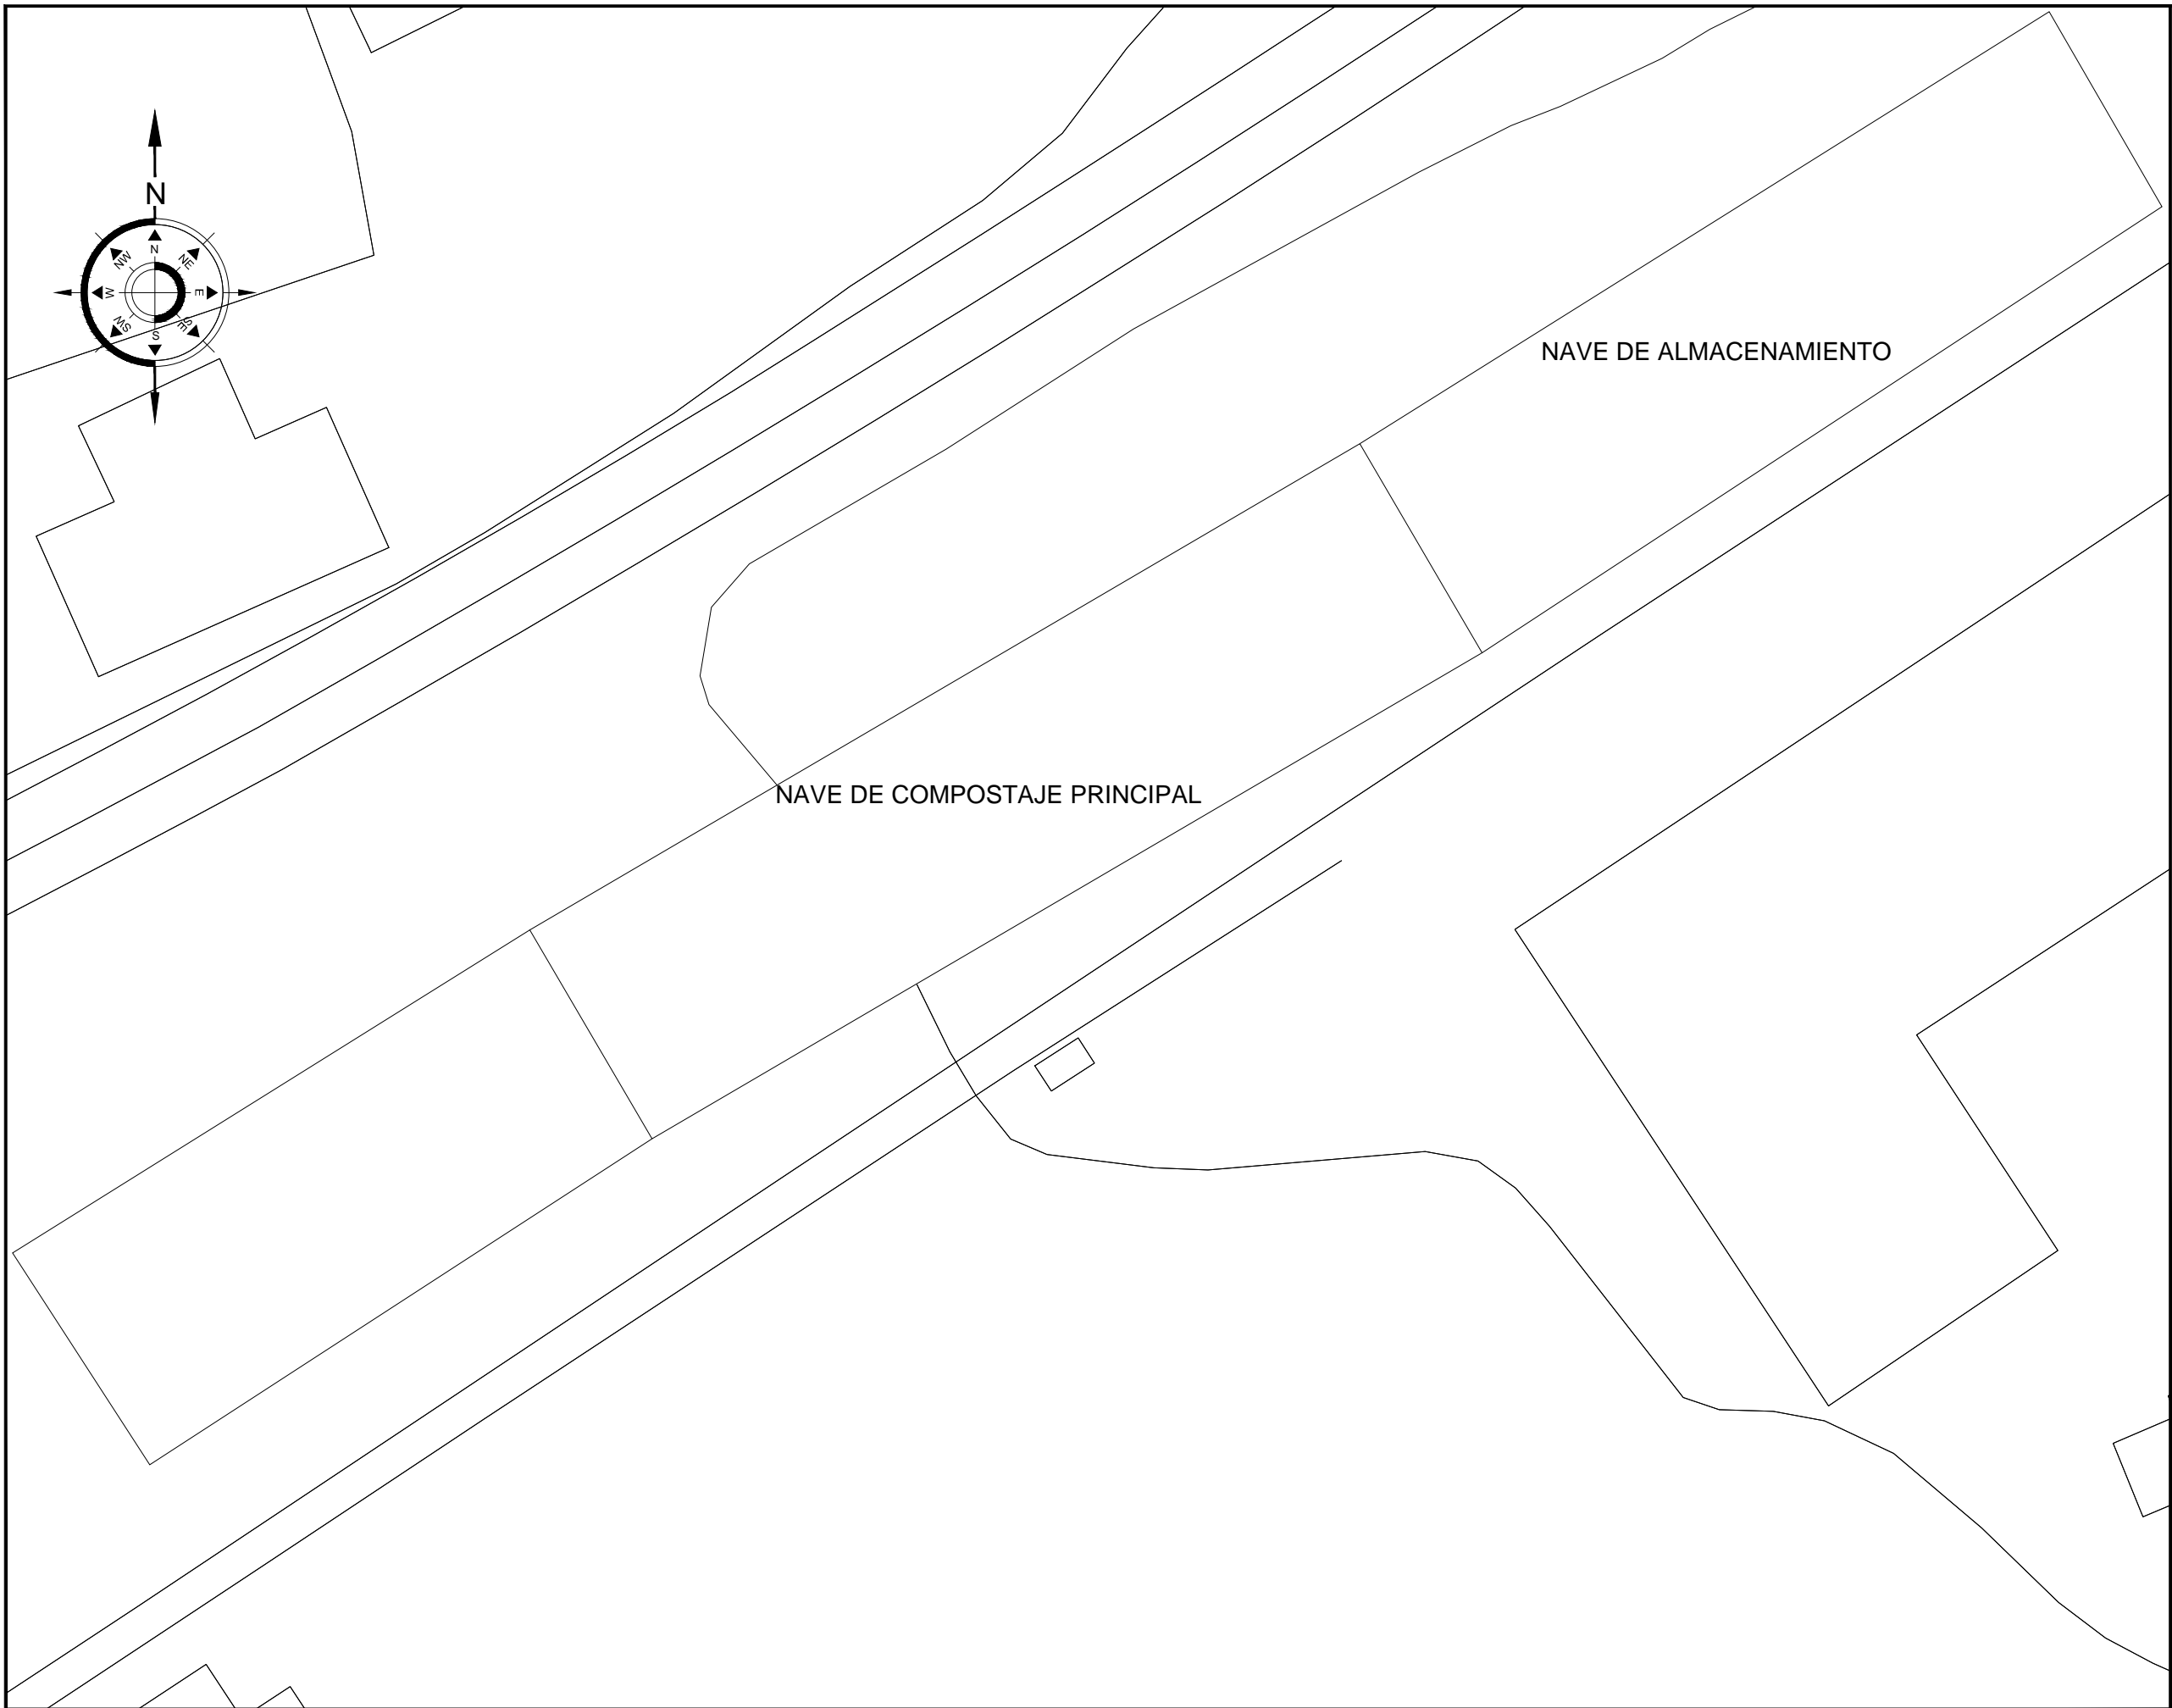 N
N
NW
NE
W
E
SW
SE
S
NAVE DE ALMACENAMIENTO
NAVE DE COMPOSTAJE PRINCIPAL